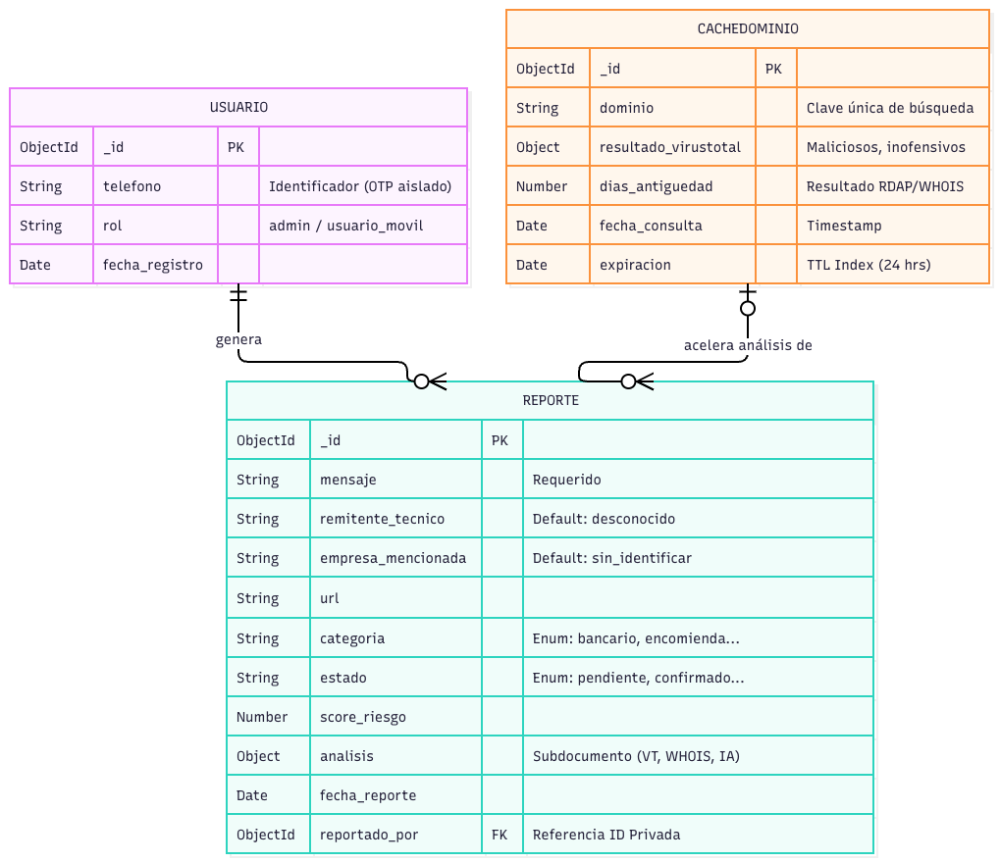 CACHEDOMINIO
ObjectId _id PK
String dominio Clave única de búsqueda
Object resultado_virustotal Maliciosos, inofensivos
Number dias_antiguedad Resultado RDAP/WHOIS
Date fecha_consulta Timestamp
Date expiracion TTL Index (24 hrs)
USUARIO
ObjectId _id PK
String telefono Identificador (OTP aislado)
String rol admin / usuario_movil
Date fecha_registro
genera
acelera análisis de
REPORTE
ObjectId _id PK
String mensaje Requerido
String remitente_tecnico Default: desconocido
String empresa_mencionada Default: sin_identificar
String url
String categoria Enum: bancario, encomienda...
String estado Enum: pendiente, confirmado...
Number score_riesgo
Object analisis Subdocumento (VT, WHOIS, IA)
Date fecha_reporte
ObjectId reportado_por FK Referencia ID Privada